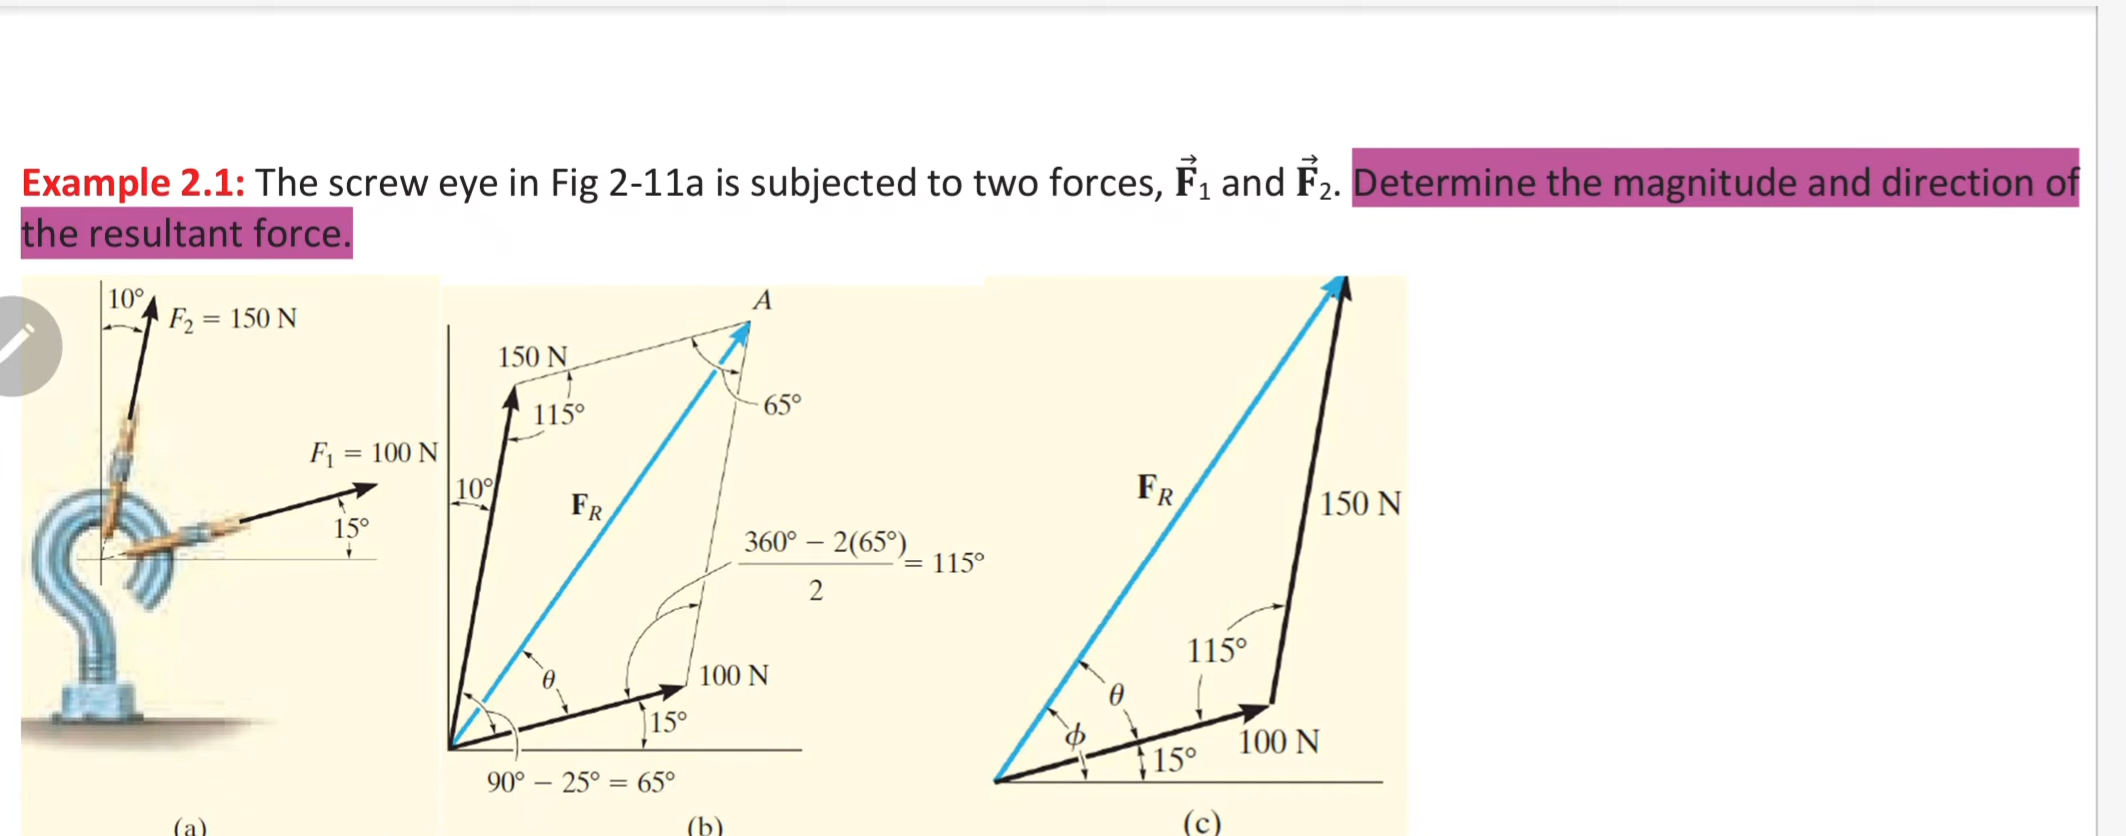 Example 2.1: The screw eye in Fig 2-11a is subjected to two forces, F⃗₁ and F⃗₂. Determine the magnitude and direction of
the resultant force.
10°
F₂ = 150 N
F₁ = 100 N
15°
(a)
A
150 N
115°
65°
10°
F_R
360° – 2(65°)
2
= 115°
θ
100 N
15°
90° – 25° = 65°
(b)
F_R
150 N
115°
θ
ϕ
15°
100 N
(c)